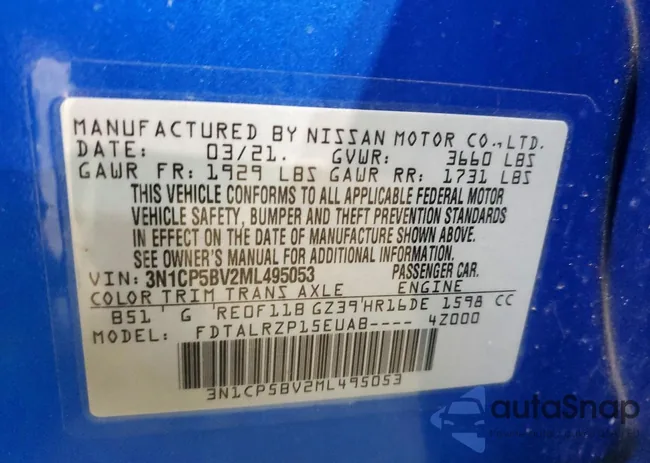 MANUFACTURED BY NISSAN MOTOR CO.,LTD.
DATE: 03/21. GVWR: 3660 LBS
GAWR FR: 1929 LBS GAWR RR: 1731 LBS
THIS VEHICLE CONFORMS TO ALL APPLICABLE FEDERAL MOTOR
VEHICLE SAFETY, BUMPER AND THEFT PREVENTION STANDARDS
IN EFFECT ON THE DATE OF MANUFACTURE SHOWN ABOVE.
SEE OWNER'S MANUAL FOR ADDITIONAL INFORMATION.
VIN: 3N1CP5BV2ML495053 PASSENGER CAR.
COLOR TRIM TRANS AXLE ENGINE
B51 G RE0F11B GZ39 HR16DE 1598 CC
MODEL: FDTALRZP15EUAB---- 4Z000
3N1CP5BV2ML495053
autoSnap